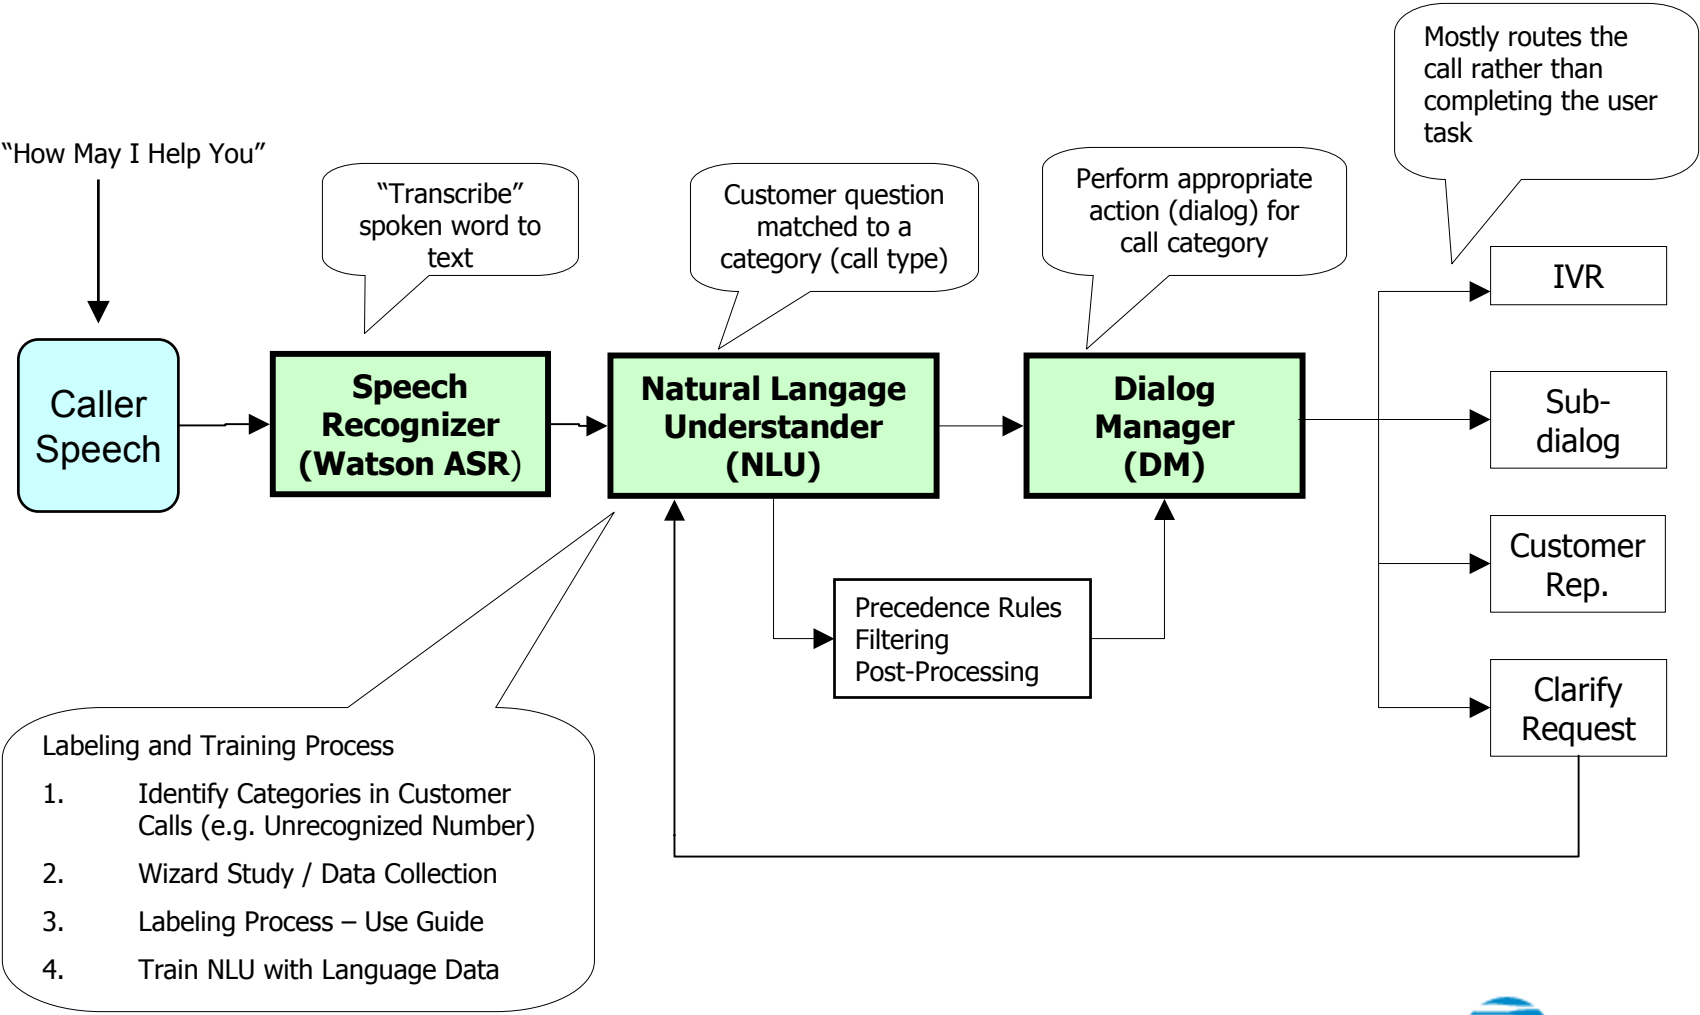 Mostly routes the
call rather than
completing the user
task
“How May I Help You”
“Transcribe”
spoken word to
text
Customer question
matched to a
category (call type)
Perform appropriate
action (dialog) for
call category
Caller
Speech
Speech
Recognizer
(Watson ASR)
Natural Langage
Understander
(NLU)
Dialog
Manager
(DM)
IVR
Sub-
dialog
Customer
Rep.
Clarify
Request
Precedence Rules
Filtering
Post-Processing
Labeling and Training Process
1. Identify Categories in Customer
Calls (e.g. Unrecognized Number)
2. Wizard Study / Data Collection
3. Labeling Process – Use Guide
4. Train NLU with Language Data